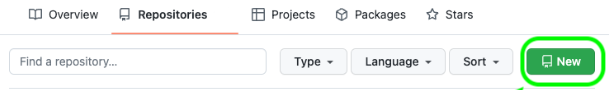 Overview Repositories Projects Packages Stars
Find a repository... Type Language Sort New